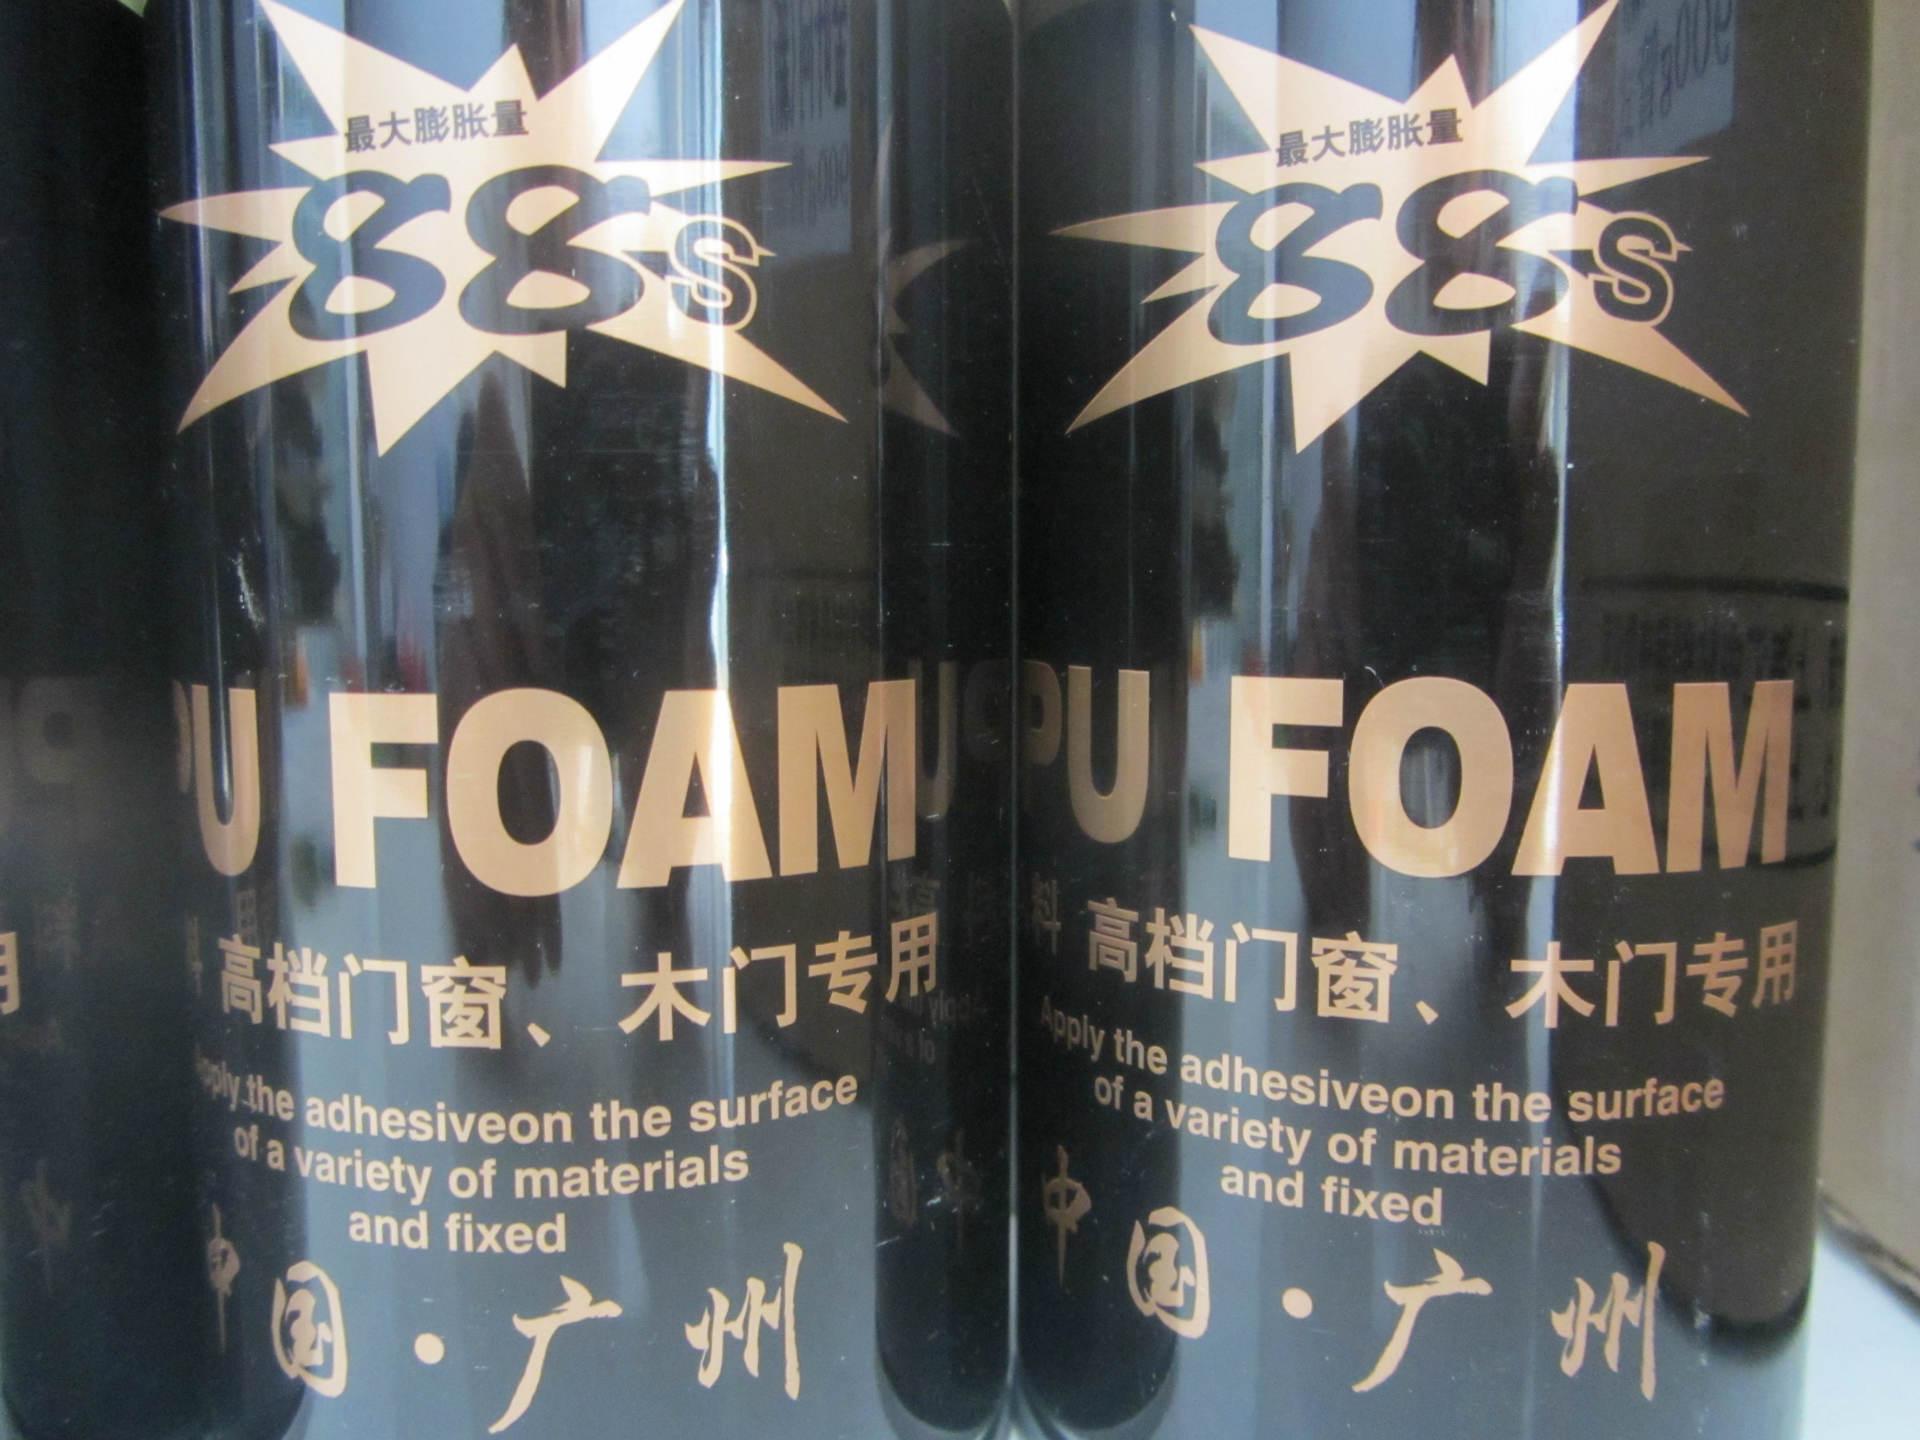 最大膨胀量
88s
PU FOAM
高档门窗、木门专用
Apply the adhesiveon the surface
of a variety of materials
and fixed
中国·广州
最大膨胀量
88s
PU FOAM
料 高档门窗、木门专用
Apply the adhesiveon the surface
of a variety of materials
and fixed
中国·广州
用